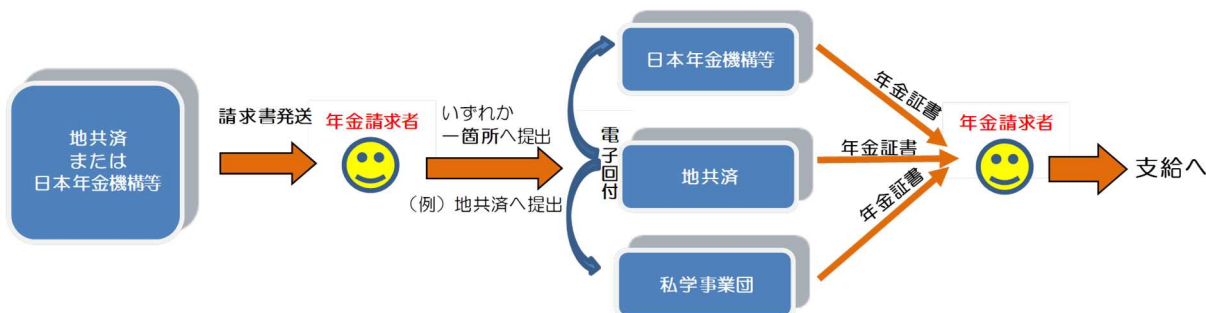 地共済
または
日本年金機構等
請求書発送
年金請求者
いずれか
一箇所へ提出
（例）地共済へ提出
電子回付
日本年金機構等
地共済
私学事業団
年金証書
年金証書
年金証書
年金請求者
支給へ